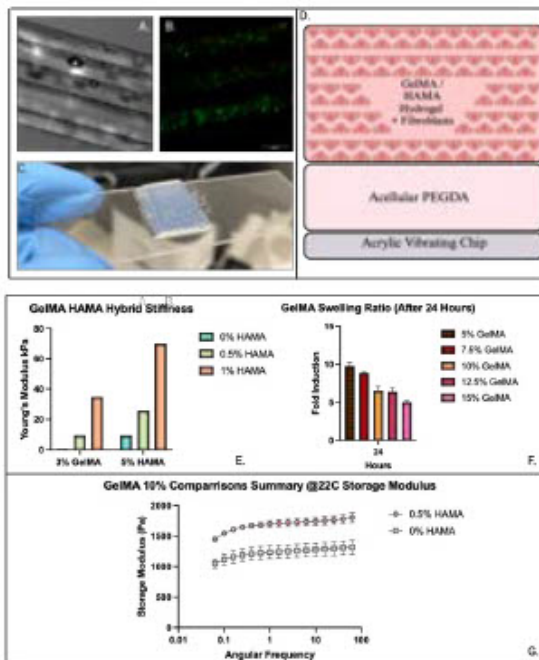 A.
B.
C.
D.
GelMA /
HAMA
Hydrogel
+ Fibroblasts
Acellular PEGDA
Acrylic Vibrating Chip
GelMA HAMA Hybrid Stiffness
Young's Modulus kPa
80
60
40
20
0
3% GelMA
5% HAMA
0% HAMA
0.5% HAMA
1% HAMA
E.
GelMA Swelling Ratio (After 24 Hours)
Fold Induction
15
10
5
0
24
Hours
5% GelMA
7.5% GelMA
10% GelMA
12.5% GelMA
15% GelMA
F.
GelMA 10% Comparrisons Summary @22C Storage Modulus
Storage Modulus (Pa)
2000
1500
1000
500
0
0.01
0.1
1
10
100
Angular Frequency
0.5% HAMA
0% HAMA
G.